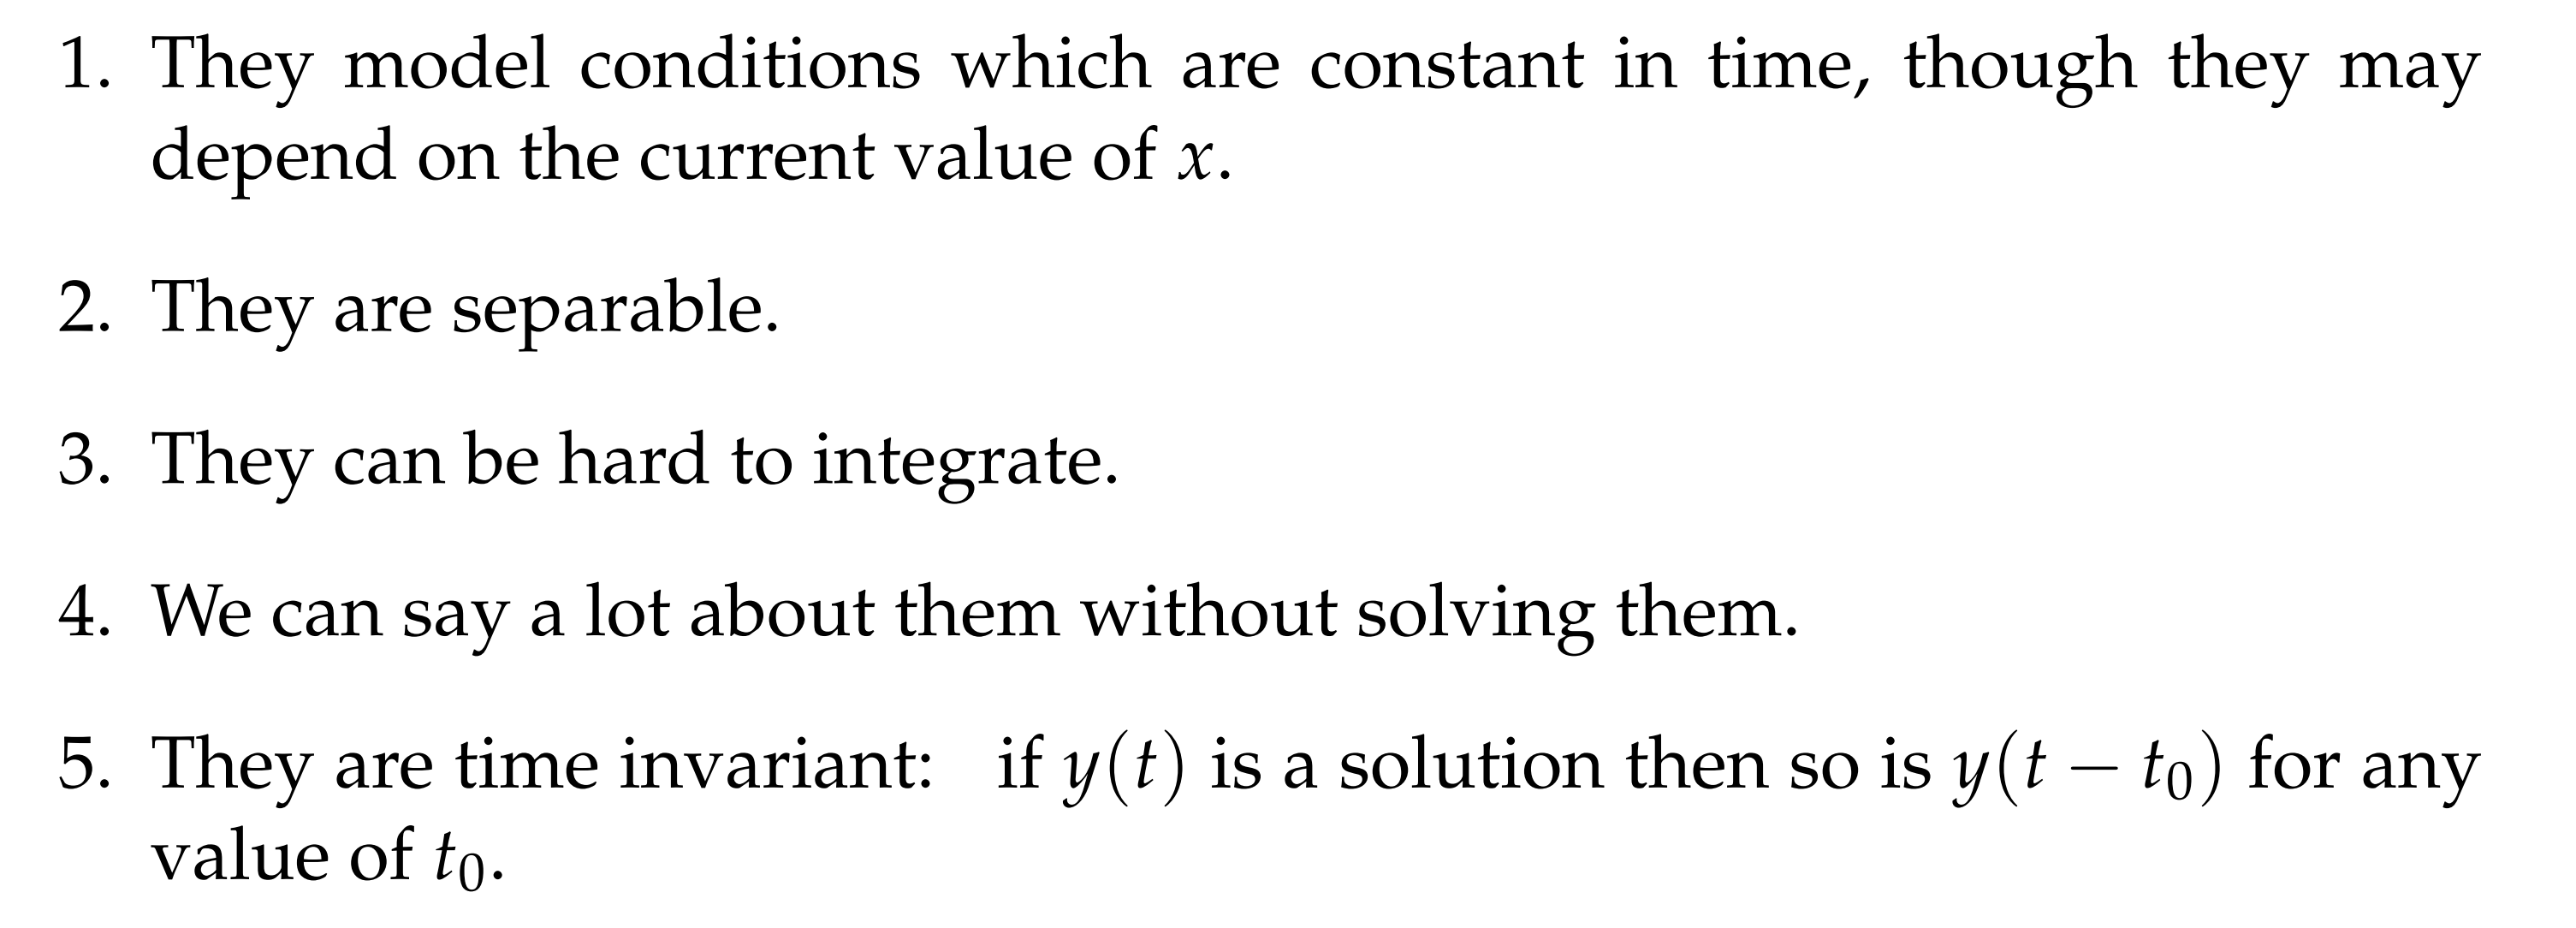 1. They model conditions which are constant in time, though they may
depend on the current value of x.
2. They are separable.
3. They can be hard to integrate.
4. We can say a lot about them without solving them.
5. They are time invariant: if y(t) is a solution then so is y(t − t₀) for any
value of t₀.